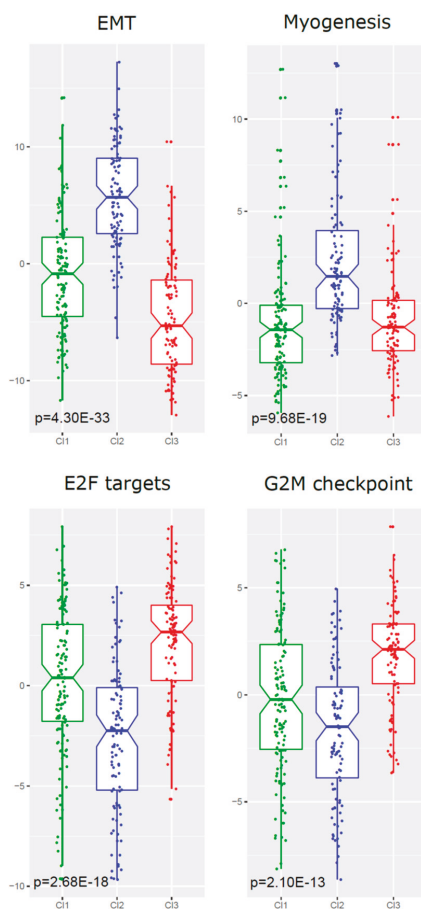 EMT Myogenesis
10
0
−10
p=4.30E-33
Cl1 Cl2 Cl3
10
5
0
−5
p=9.68E-19
Cl1 Cl2 Cl3
E2F targets G2M checkpoint
5
0
−5
−10
p=2.68E-18
Cl1 Cl2 Cl3
5
0
−5
p=2.10E-13
Cl1 Cl2 Cl3